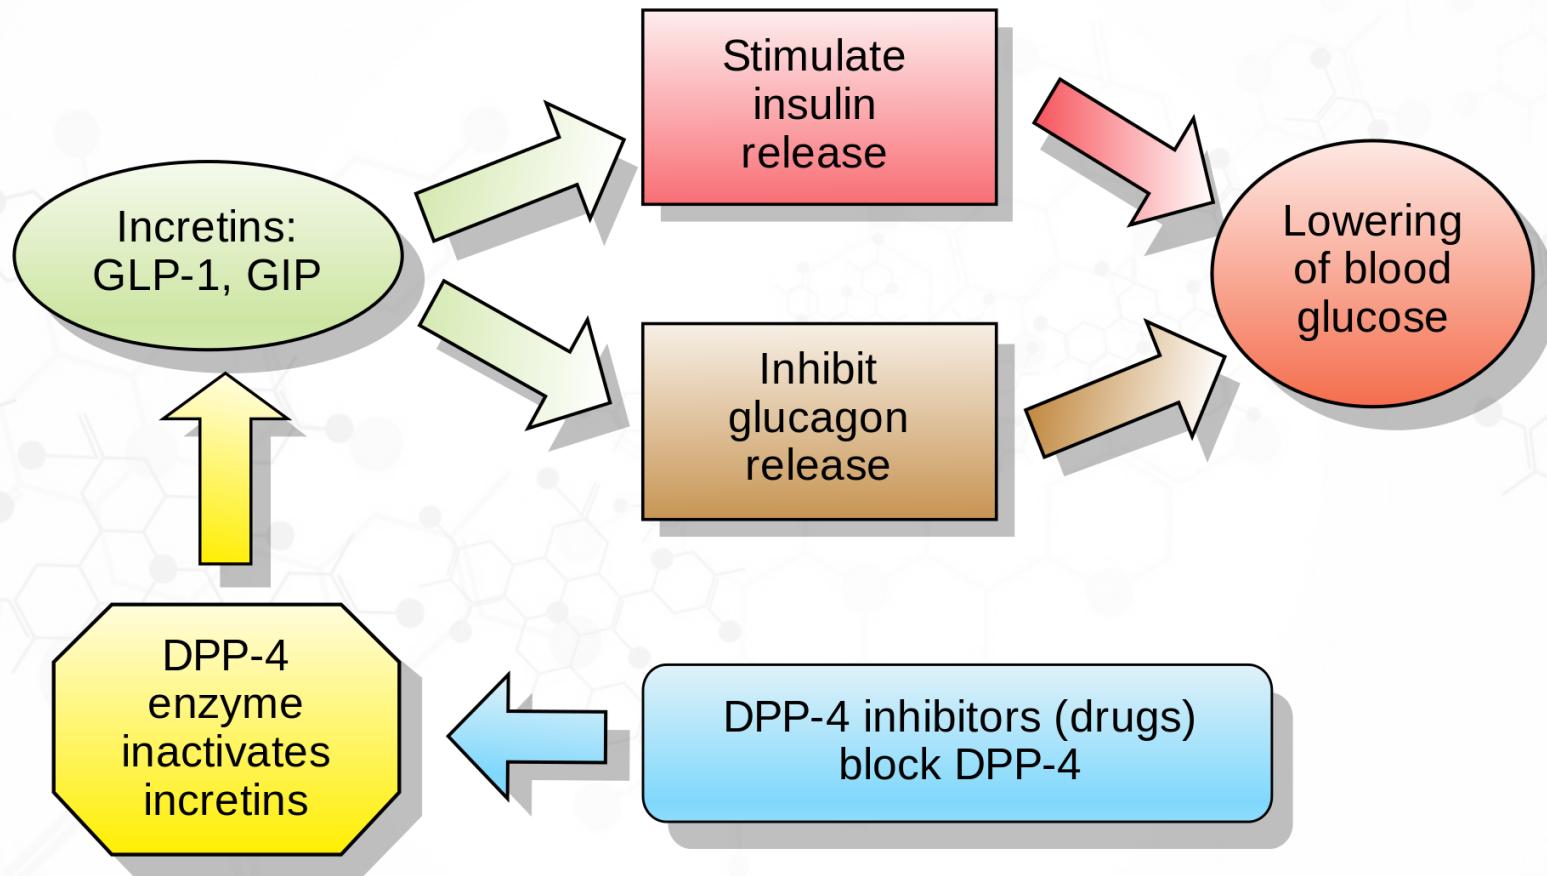 Stimulate
insulin
release
Incretins:
GLP-1, GIP
Lowering
of blood
glucose
Inhibit
glucagon
release
DPP-4
enzyme
inactivates
incretins
DPP-4 inhibitors (drugs)
block DPP-4